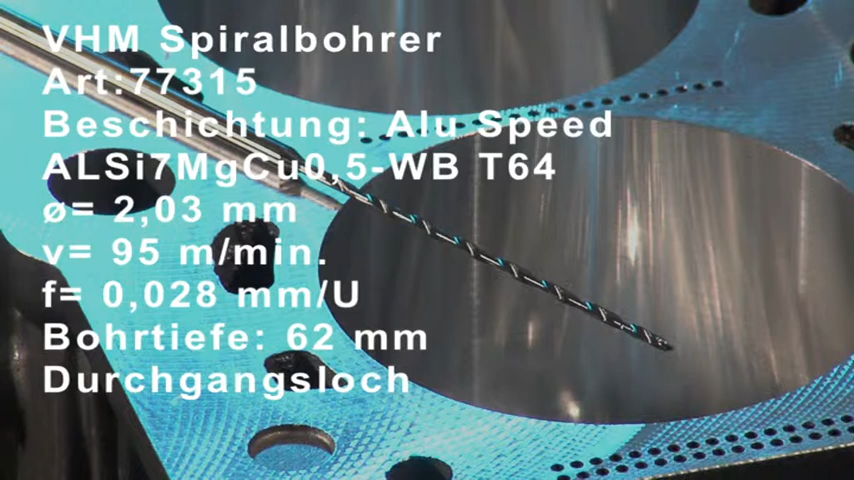 VHM Spiralbohrer
Art:77315
Beschichtung: Alu Speed
ALSi7MgCu0,5-WB T64
ø= 2,03 mm
v= 95 m/min.
f= 0,028 mm/U
Bohrtiefe: 62 mm
Durchgangsloch